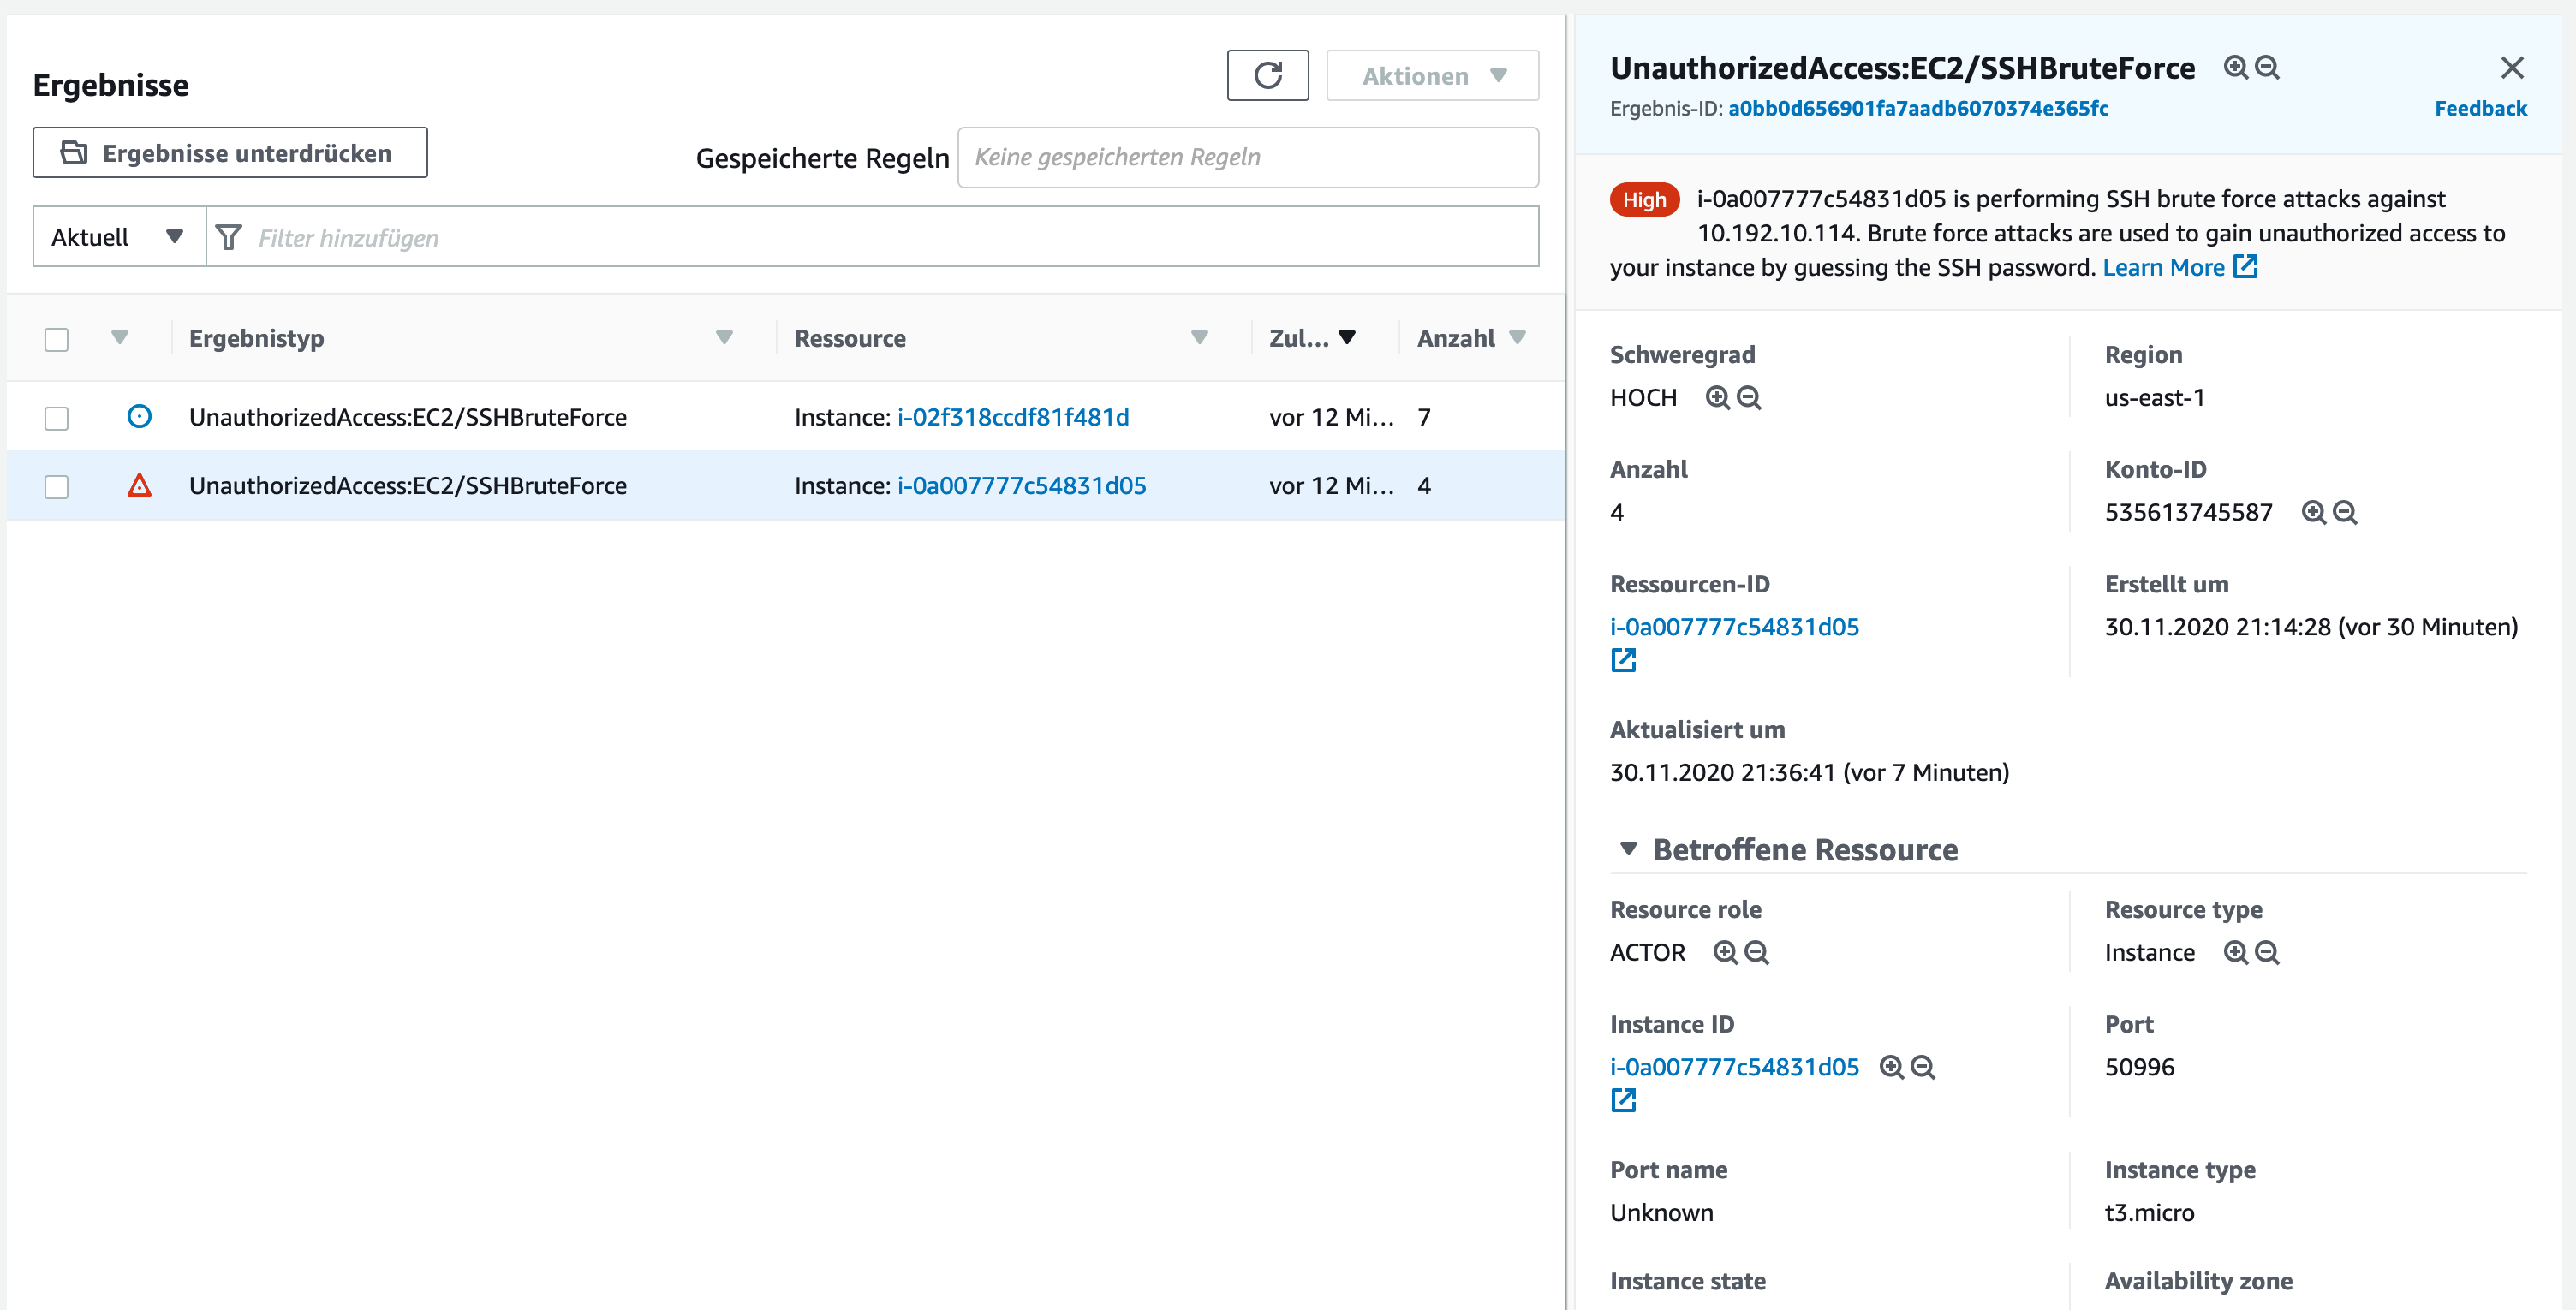 Ergebnisse
Aktionen
Ergebnisse unterdrücken
Gespeicherte Regeln
Keine gespeicherten Regeln
Aktuell
Filter hinzufügen
Ergebnistyp Ressource Zul... Anzahl
UnauthorizedAccess:EC2/SSHBruteForce Instance: i-02f318ccdf81f481d vor 12 Mi... 7
UnauthorizedAccess:EC2/SSHBruteForce Instance: i-0a007777c54831d05 vor 12 Mi... 4
UnauthorizedAccess:EC2/SSHBruteForce
Ergebnis-ID: a0bb0d656901fa7aadb6070374e365fc Feedback
High i-0a007777c54831d05 is performing SSH brute force attacks against
10.192.10.114. Brute force attacks are used to gain unauthorized access to
your instance by guessing the SSH password. Learn More
Schweregrad Region
HOCH us-east-1
Anzahl Konto-ID
4 535613745587
Ressourcen-ID Erstellt um
i-0a007777c54831d05 30.11.2020 21:14:28 (vor 30 Minuten)
Aktualisiert um
30.11.2020 21:36:41 (vor 7 Minuten)
Betroffene Ressource
Resource role Resource type
ACTOR Instance
Instance ID Port
i-0a007777c54831d05 50996
Port name Instance type
Unknown t3.micro
Instance state Availability zone